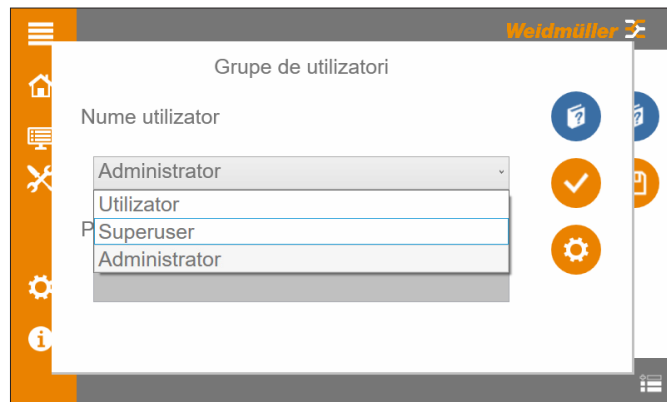 Weidmüller
Grupe de utilizatori
Nume utilizator
Administrator
Utilizator
P
Superuser
Administrator